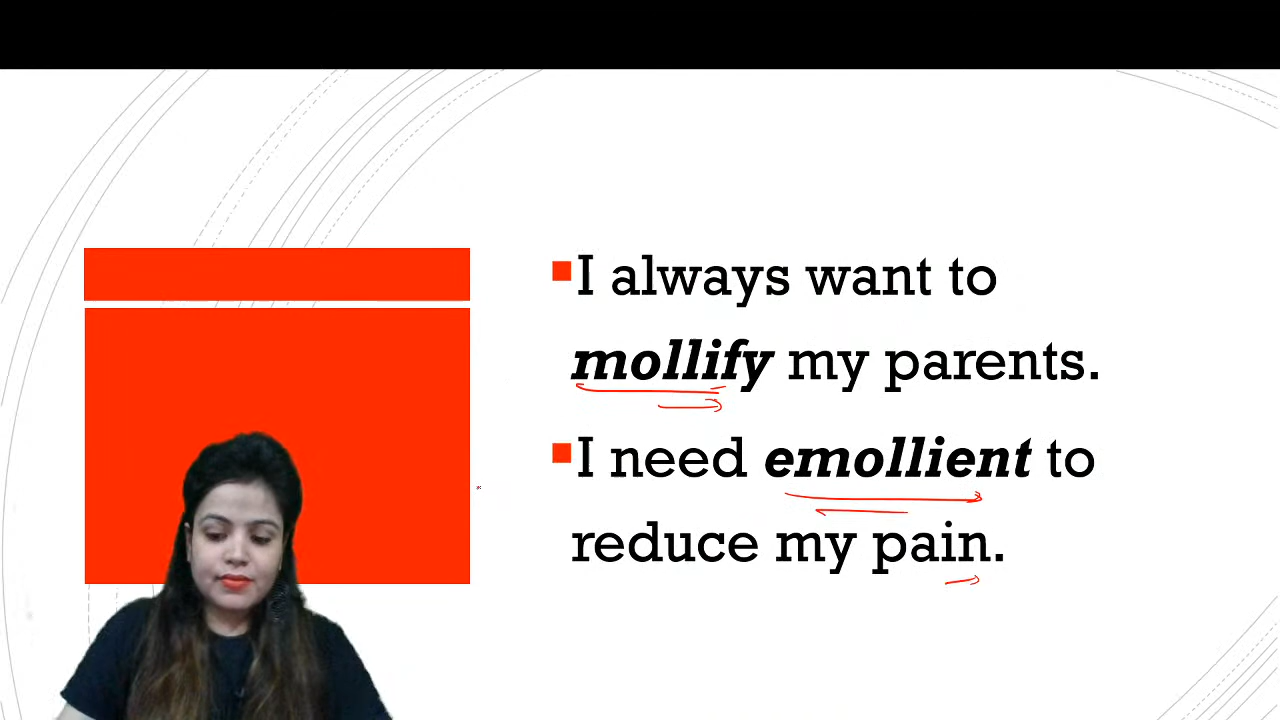 I always want to
mollify my parents.
I need emollient to
reduce my pain.